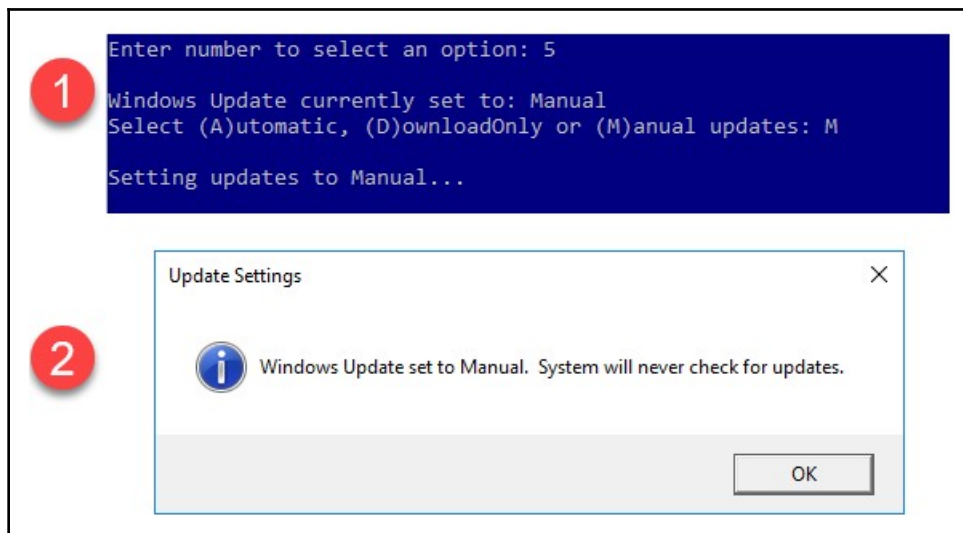 1
Enter number to select an option: 5
Windows Update currently set to: Manual
Select (A)utomatic, (D)ownloadOnly or (M)anual updates: M
Setting updates to Manual...
2
Update Settings
Windows Update set to Manual.  System will never check for updates.
OK